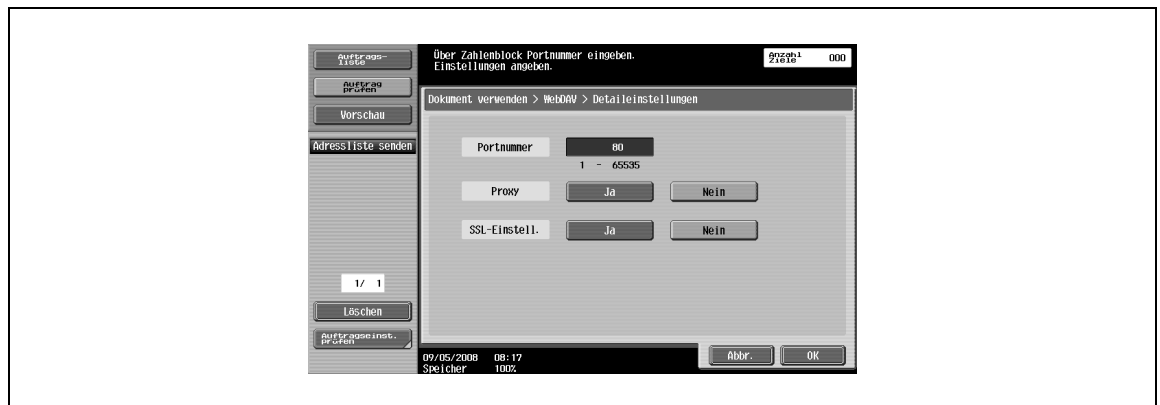 Auftrags-
liste
Auftrag
prüfen
Vorschau
Adressliste senden
1/ 1
Löschen
Auftragseinst.
prüfen
Über Zahlenblock Portnummer eingeben.
Einstellungen angeben.
Anzahl
Ziele 000
Dokument verwenden > WebDAV > Detaileinstellungen
Portnummer 80
1 - 65535
Proxy Ja Nein
SSL-Einstell. Ja Nein
09/05/2008 08:17
Speicher 100%
Abbr. OK